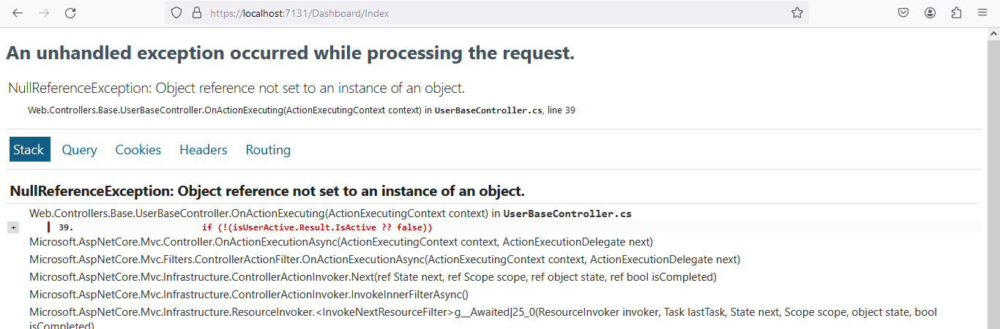 https://localhost:7131/Dashboard/Index
An unhandled exception occurred while processing the request.
NullReferenceException: Object reference not set to an instance of an object.
Web.Controllers.Base.UserBaseController.OnActionExecuting(ActionExecutingContext context) in UserBaseController.cs, line 39
Stack Query Cookies Headers Routing
NullReferenceException: Object reference not set to an instance of an object.
Web.Controllers.Base.UserBaseController.OnActionExecuting(ActionExecutingContext context) in UserBaseController.cs
+ 39. if (!(isUserActive.Result.IsActive ?? false))
Microsoft.AspNetCore.Mvc.Controller.OnActionExecutionAsync(ActionExecutingContext context, ActionExecutionDelegate next)
Microsoft.AspNetCore.Mvc.Filters.ControllerActionFilter.OnActionExecutionAsync(ActionExecutingContext context, ActionExecutionDelegate next)
Microsoft.AspNetCore.Mvc.Infrastructure.ControllerActionInvoker.Next(ref State next, ref Scope scope, ref object state, ref bool isCompleted)
Microsoft.AspNetCore.Mvc.Infrastructure.ControllerActionInvoker.InvokeInnerFilterAsync()
Microsoft.AspNetCore.Mvc.Infrastructure.ResourceInvoker.<InvokeNextResourceFilter>g__Awaited|25_0(ResourceInvoker invoker, Task lastTask, State next, Scope scope, object state, bool
isCompleted)